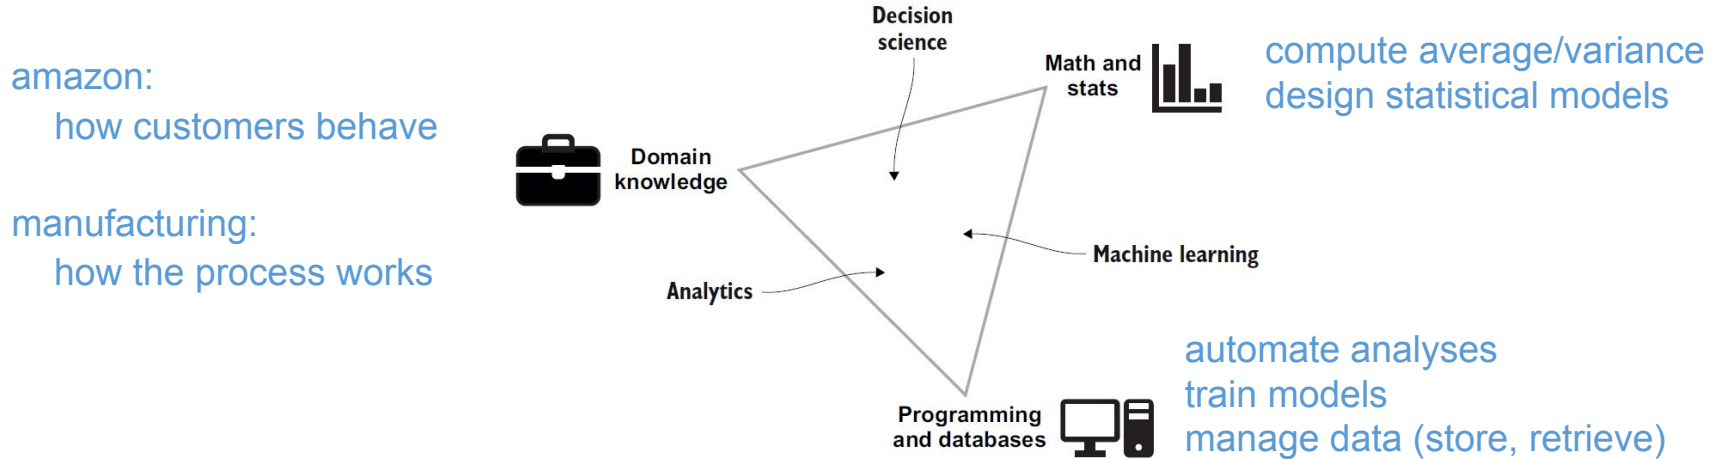 Decision
science
Math and
stats
compute average/variance
design statistical models
amazon:
how customers behave
Domain
knowledge
manufacturing:
how the process works
Machine learning
Analytics
automate analyses
train models
manage data (store, retrieve)
Programming
and databases